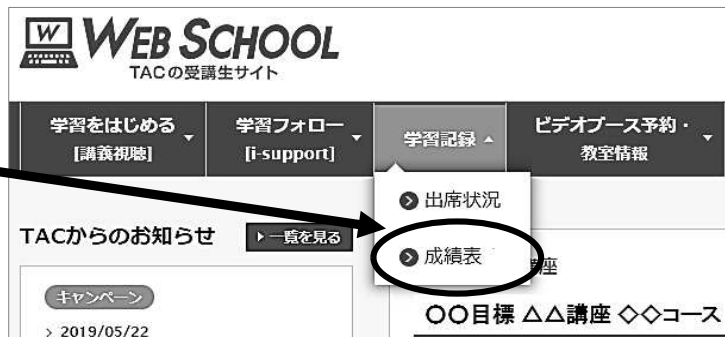 W WEB SCHOOL
TACの受講生サイト
学習をはじめる
[講義視聴]
学習フォロー
[i-support]
学習記録
ビデオブース予約・
教室情報
出席状況
成績表
TACからのお知らせ
一覧を見る
座
キャンペーン
〇〇目標 △△講座 ◇◇コース
> 2019/05/22